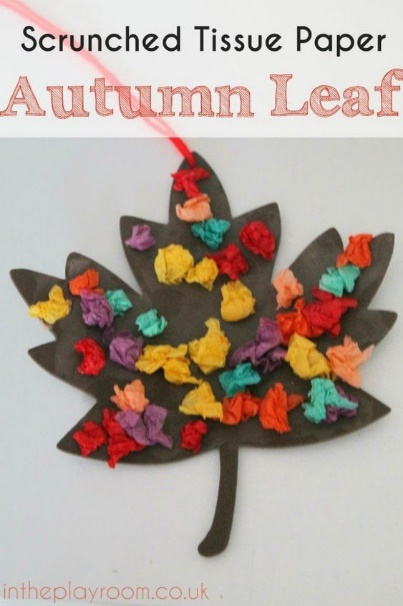 Scrunched Tissue Paper
Autumn Leaf
intheplayroom.co.uk